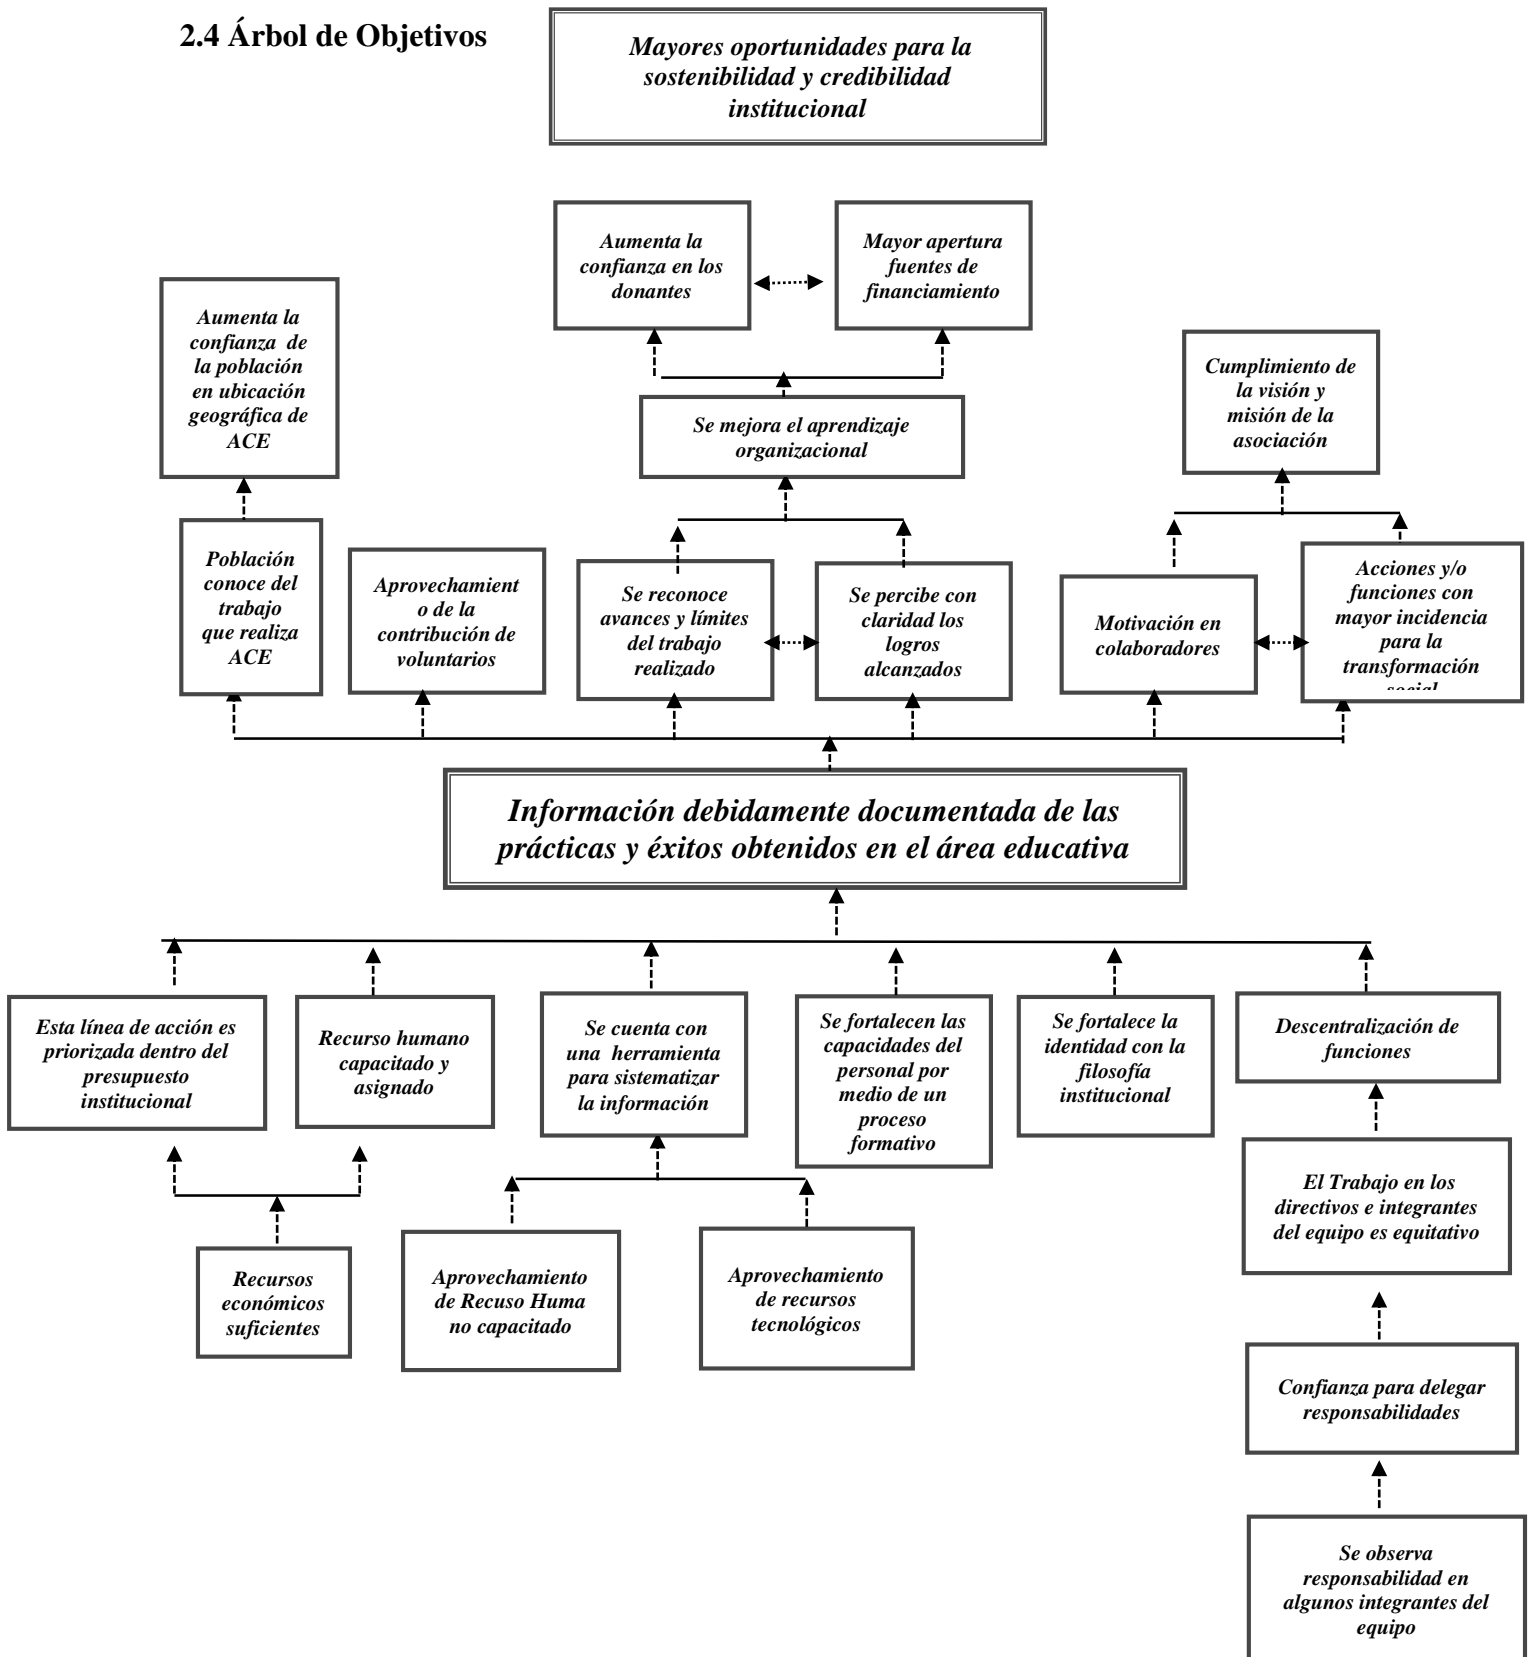 2.4 Árbol de Objetivos
Mayores oportunidades para la
sostenibilidad y credibilidad
institucional
Aumenta la
confianza en los
donantes
Mayor apertura
fuentes de
financiamiento
Aumenta la
confianza de
la población
en ubicación
geográfica de
ACE
Cumplimiento de
la visión y
misión de la
asociación
Se mejora el aprendizaje
organizacional
Población
conoce del
trabajo
que realiza
ACE
Aprovechamient
o de la
contribución de
voluntarios
Se reconoce
avances y límites
del trabajo
realizado
Se percibe con
claridad los
logros
alcanzados
Motivación en
colaboradores
Acciones y/o
funciones con
mayor incidencia
para la
transformación
social
Información debidamente documentada de las
prácticas y éxitos obtenidos en el área educativa
Esta línea de acción es
priorizada dentro del
presupuesto
institucional
Recurso humano
capacitado y
asignado
Se cuenta con
una herramienta
para sistematizar
la información
Se fortalecen las
capacidades del
personal por
medio de un
proceso
formativo
Se fortalece la
identidad con la
filosofía
institucional
Descentralización de
funciones
El Trabajo en los
directivos e integrantes
del equipo es equitativo
Recursos
económicos
suficientes
Aprovechamiento
de Recuso Huma
no capacitado
Aprovechamiento
de recursos
tecnológicos
Confianza para delegar
responsabilidades
Se observa
responsabilidad en
algunos integrantes del
equipo